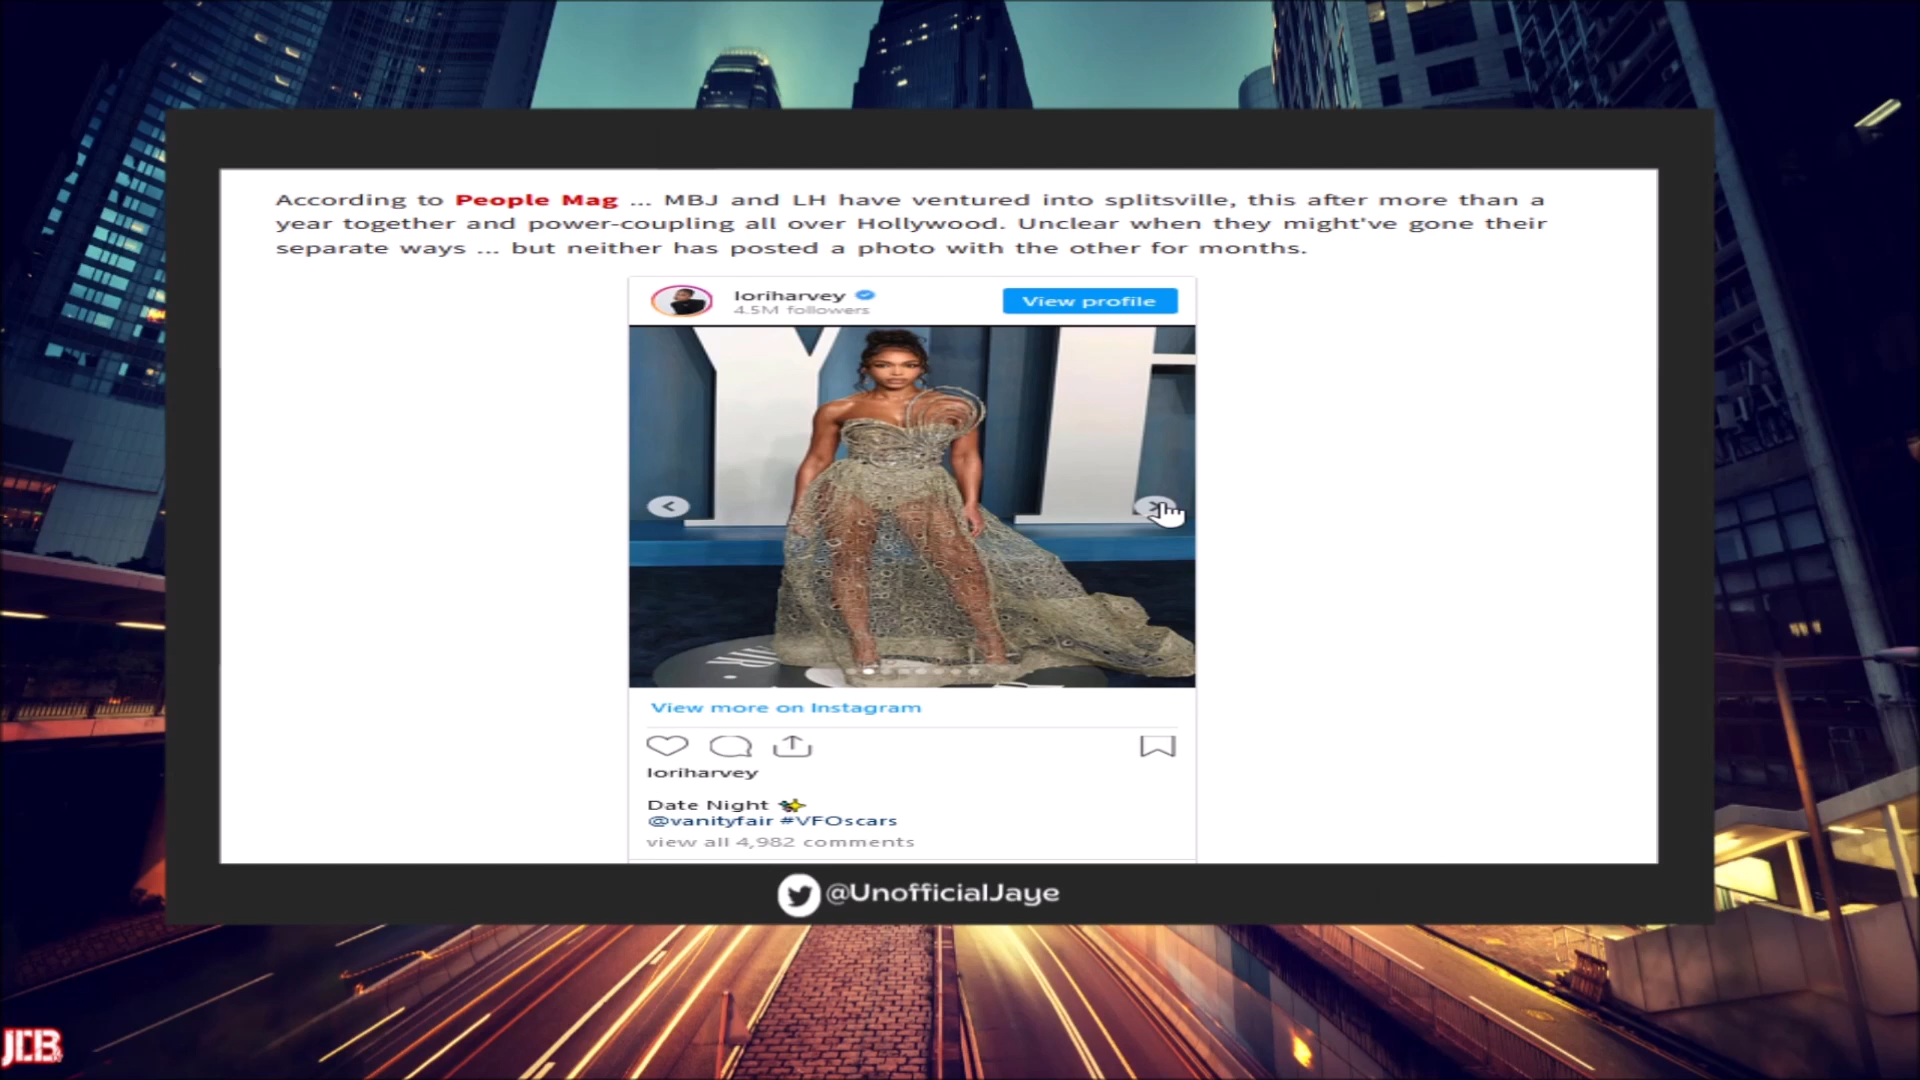 According to People Mag ... MBJ and LH have ventured into splitsville, this after more than a
year together and power-coupling all over Hollywood. Unclear when they might've gone their
separate ways ... but neither has posted a photo with the other for months.
loriharvey
4.5M followers
View profile
View more on Instagram
loriharvey
Date Night ✨
@vanityfair #VFOscars
view all 4,982 comments
@UnofficialJaye
JCB